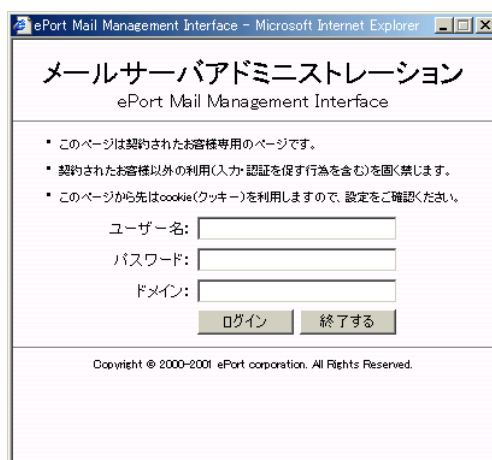 ePort Mail Management Interface - Microsoft Internet Explorer
メールサーバアドミニストレーション
ePort Mail Management Interface
・このページは契約されたお客様専用のページです。
・契約されたお客様以外の利用(入力・認証を促す行為を含む)を固く禁じます。
・このページから先はcookie(クッキー)を利用しますので、設定をご確認ください。
ユーザー名:
パスワード:
ドメイン:
ログイン 終了する
Copyright © 2000-2001 ePort corporation. All Rights Reserved.